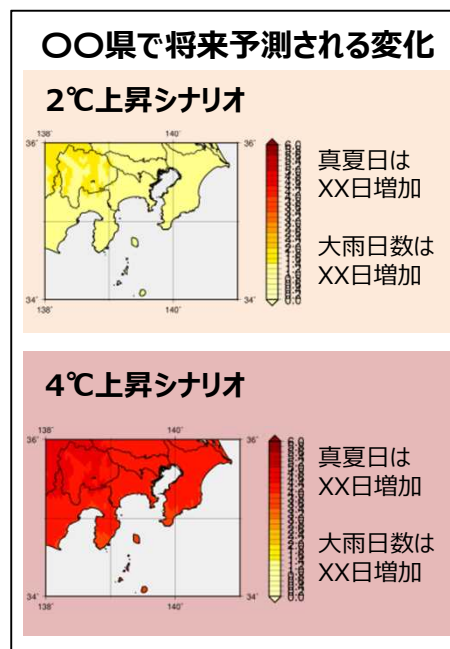 〇〇県で将来予測される変化
2℃上昇シナリオ
138°
140°
36°
34°
138°
140°
真夏日は
XX日増加
大雨日数は
XX日増加
4℃上昇シナリオ
138°
140°
36°
34°
138°
140°
真夏日は
XX日増加
大雨日数は
XX日増加